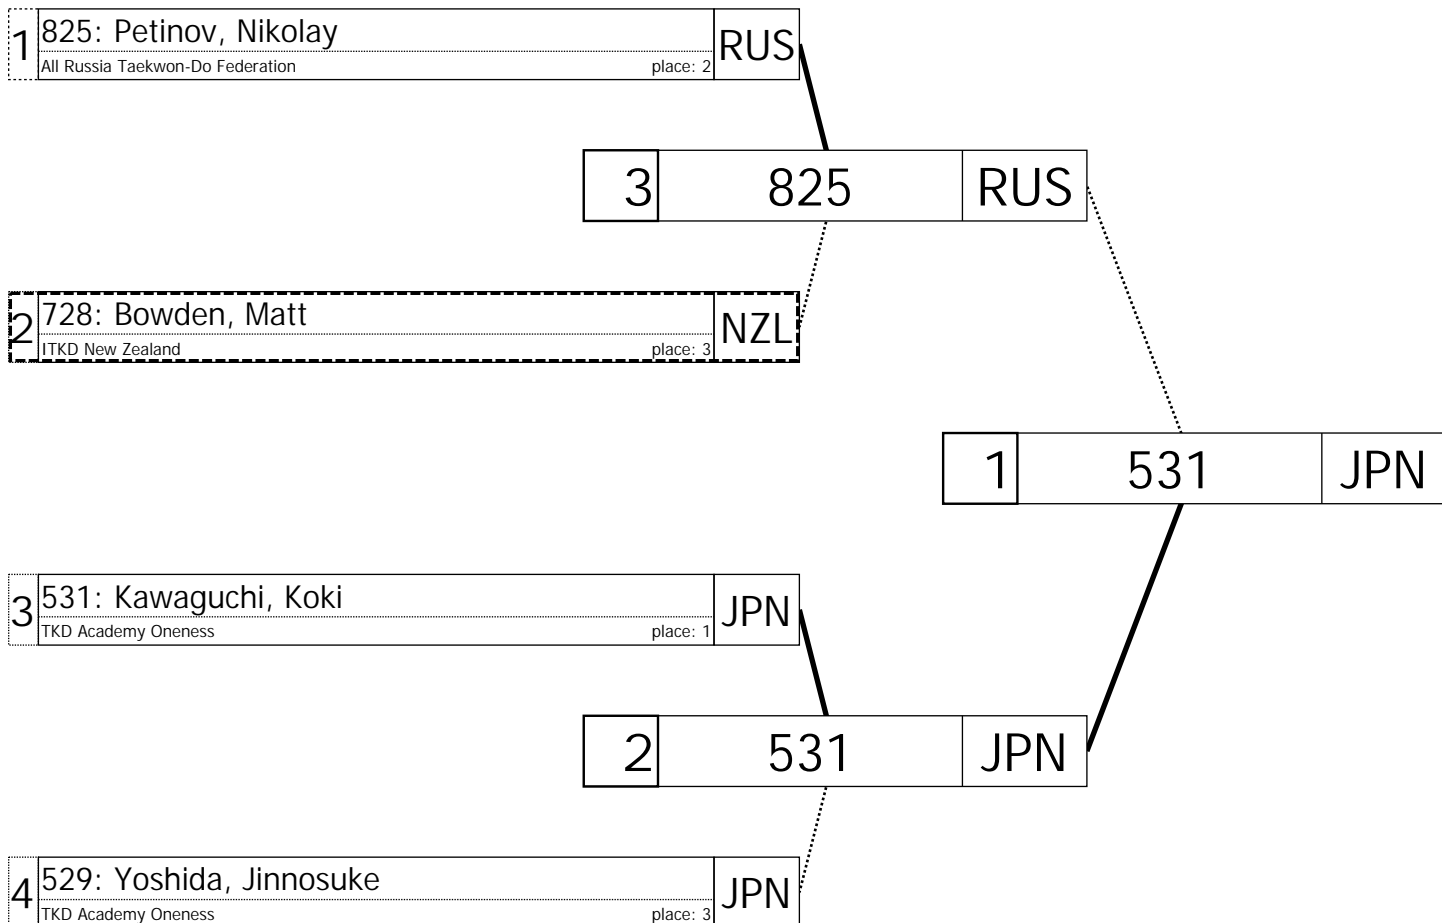 1 825: Petinov, Nikolay RUS
All Russia Taekwon-Do Federation place: 2
3 825 RUS
2 728: Bowden, Matt NZL
ITKD New Zealand place: 3
1 531 JPN
3 531: Kawaguchi, Koki JPN
TKD Academy Oneness place: 1
2 531 JPN
4 529: Yoshida, Jinnosuke JPN
TKD Academy Oneness place: 3